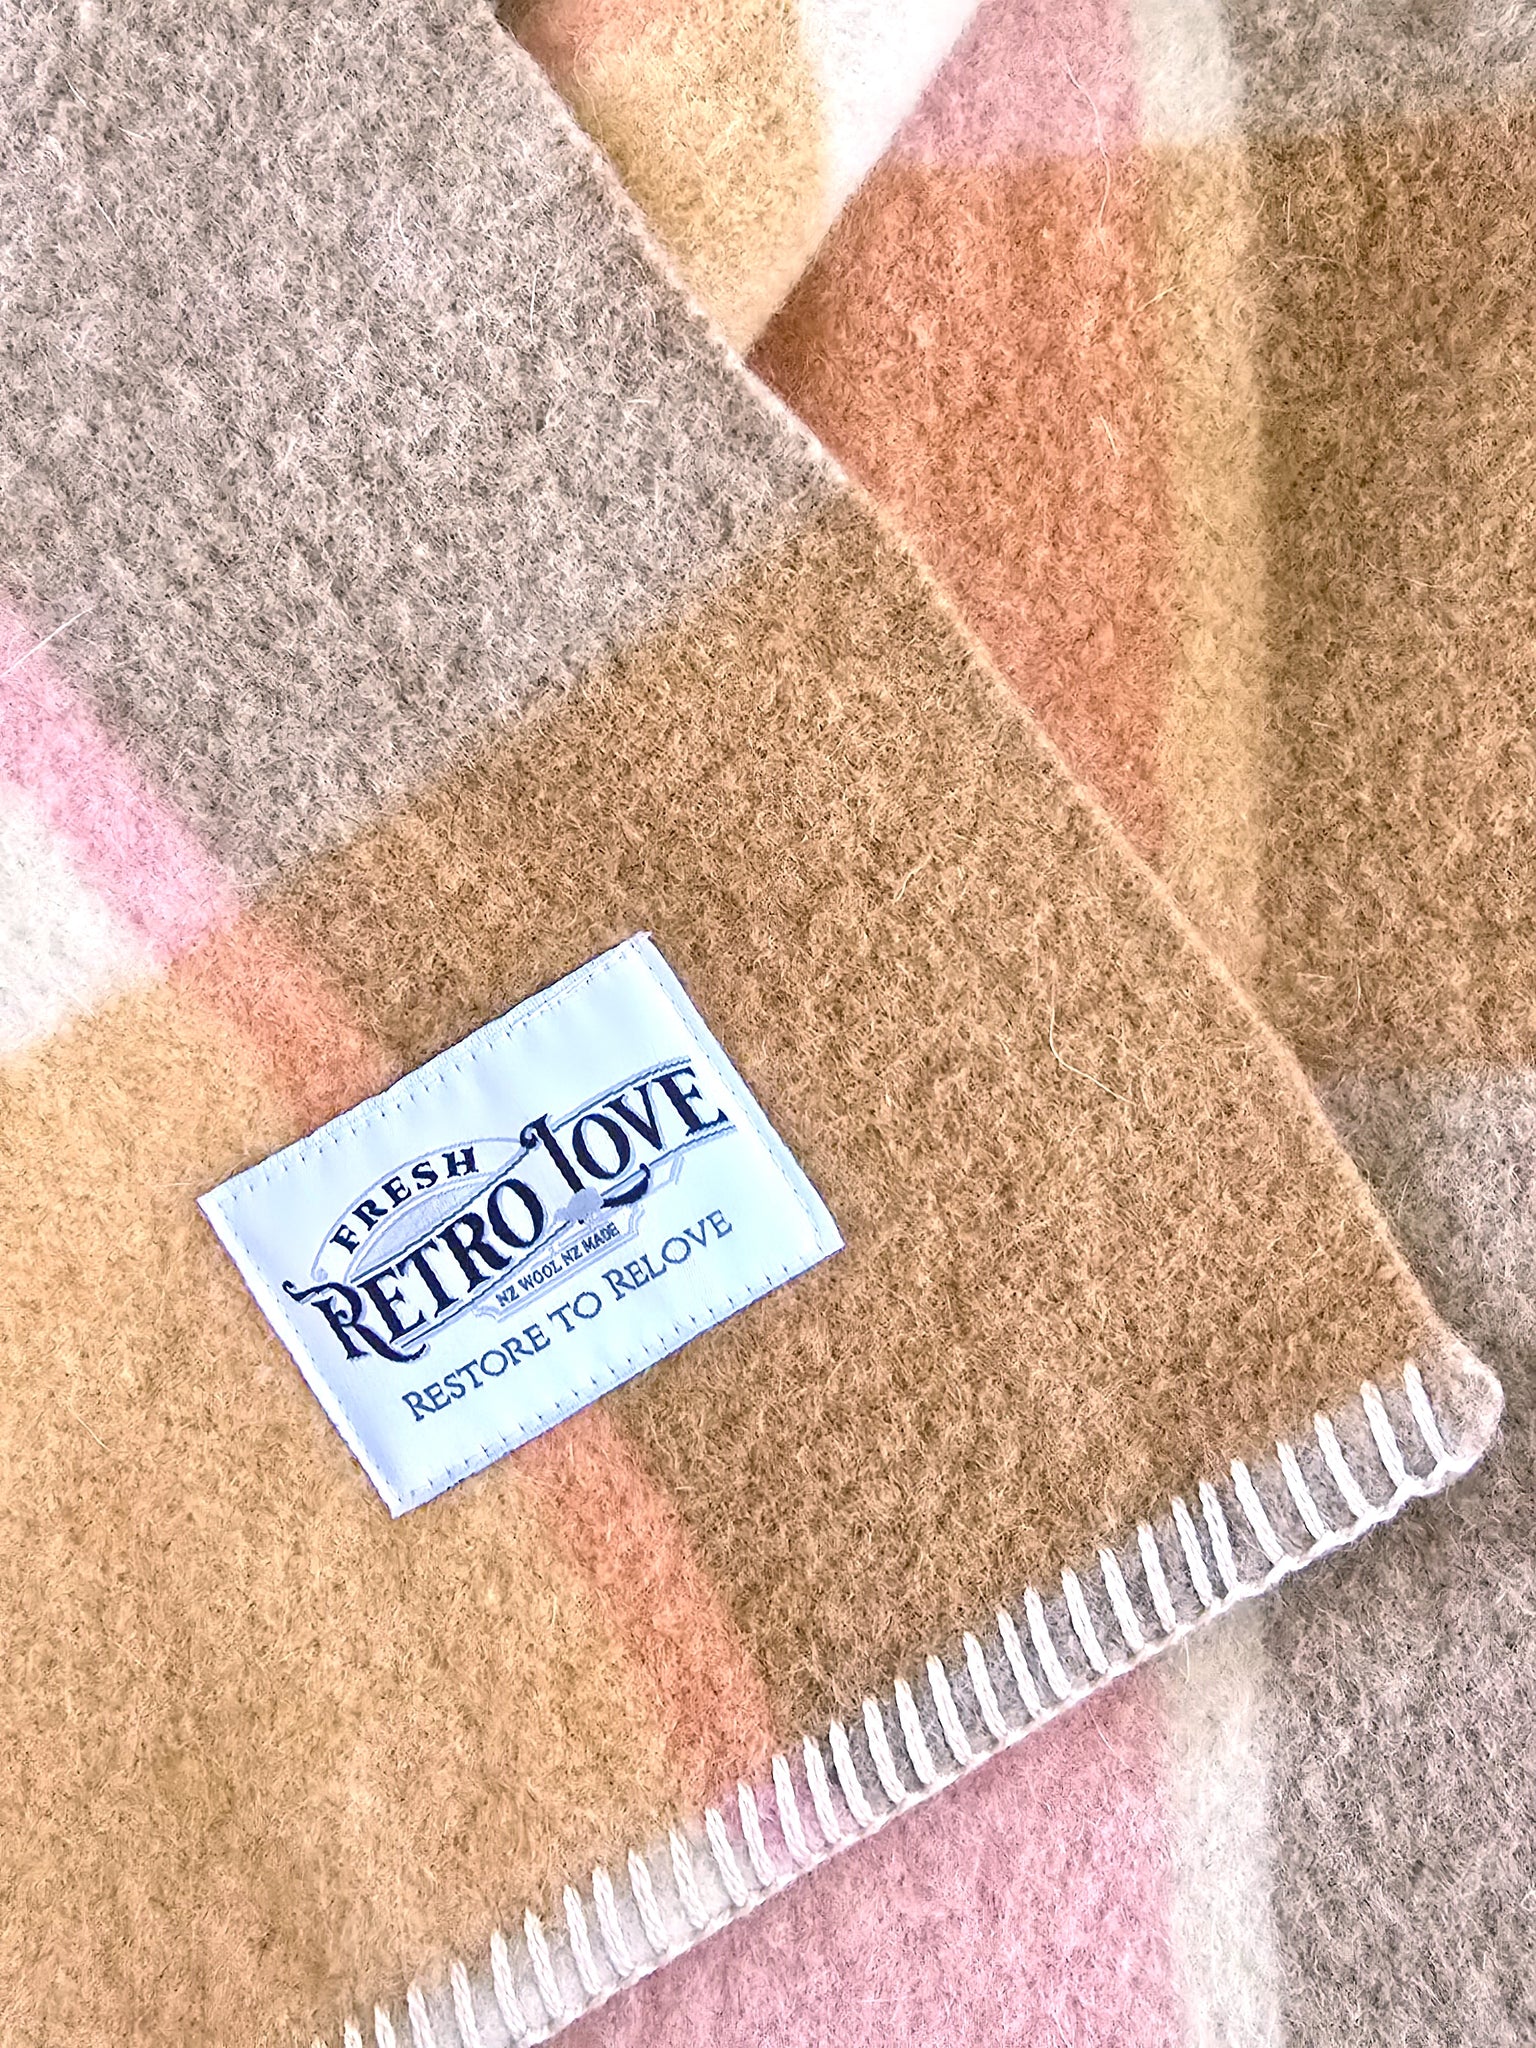 FRESH
RETRO LOVE
NZ WOOL NZ MADE
RESTORE TO RELOVE